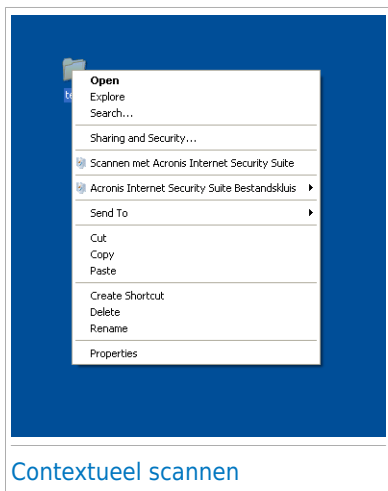 Open
Explore
Search...
Sharing and Security...
Scannen met Acronis Internet Security Suite
Acronis Internet Security Suite Bestandskluis
Send To
Cut
Copy
Paste
Create Shortcut
Delete
Rename
Properties
Contextueel scannen